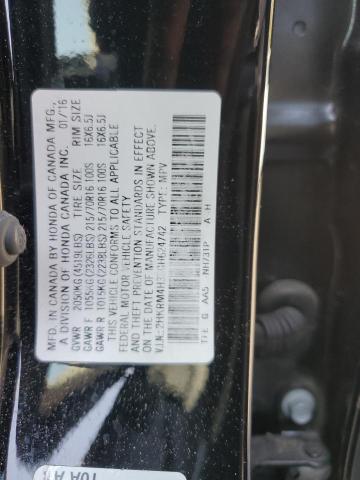 MFD. IN CANADA BY HONDA OF CANADA MFG.,
A DIVISION OF HONDA CANADA INC. 01/16
GVWR 2050KG(4519LBS) TIRE SIZE RIM SIZE
GAWR F 1055KG(2326LBS) 215/70R16 100S 16X6.5J
GAWR R 1015KG(2238LBS) 215/70R16 100S 16X6.5J
THIS VEHICLE CONFORMS TO ALL APPLICABLE
FEDERAL MOTOR VEHICLE SAFETY
AND THEFT PREVENTION STANDARDS IN EFFECT
ON THE DATE OF MANUFACTURE SHOWN ABOVE.
V.I.N.: TYPE: MPV
G AA5 NH731P A H